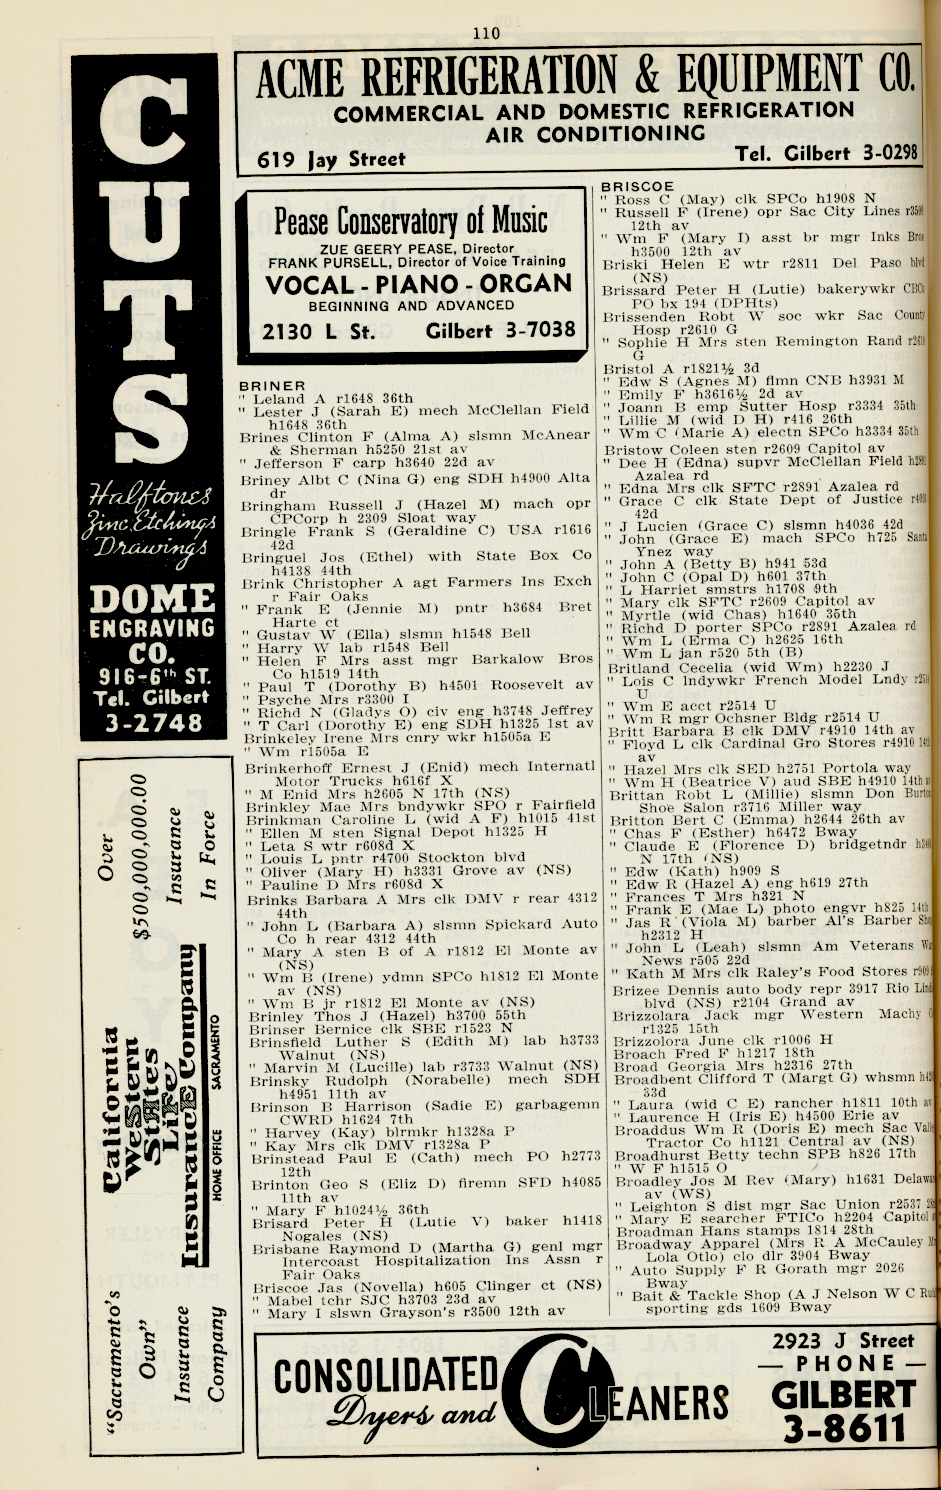 110
CUTS
Halftones
Zinc Etchings
Drawings
DOME
ENGRAVING
CO.
916-6th ST.
Tel. Gilbert
3-2748
"Sacramento's
Own"
Insurance
Company
California
Western
States
Life
Insurance Company
HOME OFFICE SACRAMENTO
Over
$500,000,000.00
Insurance
In Force
ACME REFRIGERATION & EQUIPMENT CO.
COMMERCIAL AND DOMESTIC REFRIGERATION
AIR CONDITIONING
619 Jay Street Tel. Gilbert 3-0298
Pease Conservatory of Music
ZUE GEERY PEASE, Director
FRANK PURSELL, Director of Voice Training
VOCAL - PIANO - ORGAN
BEGINNING AND ADVANCED
2130 L St. Gilbert 3-7038
BRINER
" Leland A r1648 36th
" Lester J (Sarah E) mech McClellan Field
h1648 36th
Brines Clinton F (Alma A) slsmn McAnear
& Sherman h5250 21st av
" Jefferson F carp h3640 22d av
Briney Albt C (Nina G) eng SDH h4900 Alta
dr
Bringham Russell J (Hazel M) mach opr
CPCorp h 2309 Sloat way
Bringle Frank S (Geraldine C) USA r1616
42d
Bringuel Jos (Ethel) with State Box Co
h4138 44th
Brink Christopher A agt Farmers Ins Exch
r Fair Oaks
" Frank E (Jennie M) pntr h3684 Bret
Harte ct
" Gustav W (Ella) slsmn h1548 Bell
" Harry W lab r1548 Bell
" Helen F Mrs asst mgr Barkalow Bros
Co h1519 14th
" Paul T (Dorothy B) h4501 Roosevelt av
" Psyche Mrs r3300 I
" Richd N (Gladys O) civ eng h3748 Jeffrey
" T Carl (Dorothy E) eng SDH h1325 1st av
Brinkeley Irene Mrs cnry wkr h1505a E
" Wm r1505a E
Brinkerhoff Ernest J (Enid) mech Internatl
Motor Trucks h616f X
" M Enid Mrs h2605 N 17th (NS)
Brinkley Mae Mrs bndywkr SPO r Fairfield
Brinkman Caroline L (wid A F) h1015 41st
" Ellen M sten Signal Depot h1325 H
" Leta S wtr r608d X
" Louis L pntr r4700 Stockton blvd
" Oliver (Mary H) h3331 Grove av (NS)
" Pauline D Mrs r608d X
Brinks Barbara A Mrs clk DMV r rear 4312
44th
" John L (Barbara A) slsmn Spickard Auto
Co h rear 4312 44th
" Mary A sten B of A r1812 El Monte av
(NS)
" Wm B (Irene) ydmn SPCo h1812 El Monte
av (NS)
" Wm B jr r1812 El Monte av (NS)
Brinley Thos J (Hazel) h3700 55th
Brinser Bernice clk SBE r1523 N
Brinsfield Luther S (Edith M) lab h3733
Walnut (NS)
" Marvin M (Lucille) lab r3733 Walnut (NS)
Brinsky Rudolph (Norabelle) mech SDH
h4951 11th av
Brinson B Harrison (Sadie E) garbagemn
CWRD h1624 7th
" Harvey (Kay) blrmkr h1328a P
" Kay Mrs clk DMV r1328a P
Brinstead Paul E (Cath) mech PO h2773
12th
Brinton Geo S (Eliz D) firemn SFD h4085
11th av
" Mary F h1024½ 36th
Brisard Peter H (Lutie V) baker h1418
Nogales (NS)
Brisbane Raymond D (Martha G) genl mgr
Intercoast Hospitalization Ins Assn r
Fair Oaks
Briscoe Jas (Novella) h605 Clinger ct (NS)
" Mabel tchr SJC h3703 23d av
" Mary I slswn Grayson's r3500 12th av
BRISCOE
" Ross C (May) clk SPCo h1908 N
" Russell F (Irene) opr Sac City Lines r3500
12th av
" Wm F (Mary I) asst br mgr Inks Bros
h3500 12th av
Briski Helen E wtr r2811 Del Paso blvd
(NS)
Brissard Peter H (Lutie) bakerywkr CBCo
PO bx 194 (DPHts)
Brissenden Robt W soc wkr Sac County
Hosp r2610 G
" Sophie H Mrs sten Remington Rand
G
Bristol A r1821½ 3d
" Edw S (Agnes M) flmn CNB h3931 M
" Emily F h3616½ 2d av
" Joann B emp Sutter Hosp r3334 35th
" Lillie M (wid D H) r416 26th
" Wm C (Marie A) electn SPCo h3334 35th
Bristow Coleen sten r2609 Capitol av
" Dee H (Edna) supvr McClellan Field
Azalea rd
" Edna Mrs clk SFTC r2891 Azalea rd
" Grace C clk State Dept of Justice
42d
" J Lucien (Grace C) slsmn h4036 42d
" John (Grace E) mach SPCo h725 Santa
Ynez way
" John A (Betty B) h941 53d
" John C (Opal D) h601 37th
" L Harriet smstrs h1708 9th
" Mary clk SFTC r2609 Capitol av
" Myrtle (wid Chas) h1640 35th
" Richd D porter SPCo r2891 Azalea rd
" Wm L (Erma C) h2625 16th
" Wm L jan r520 5th (B)
Britland Cecelia (wid Wm) h2230 J
" Lois C lndywkr French Model Lndy
U
" Wm E acct r2514 U
" Wm R mgr Ochsner Bldg r2514 U
Britt Barbara B clk DMV r4910 14th av
" Floyd L clk Cardinal Gro Stores r4910 14th
av
" Hazel Mrs clk SED h2751 Portola way
" Wm H (Beatrice V) aud SBE h4910 14th
Brittan Robt L (Millie) slsmn Don Burton
Shoe Salon r3716 Miller way
Britton Bert C (Emma) h2644 26th av
" Chas F (Esther) h6472 Bway
" Claude E (Florence D) bridgetndr
N 17th (NS)
" Edw (Kath) h909 S
" Edw R (Hazel A) eng h619 27th
" Frances T Mrs h321 N
" Frank E (Mae L) photo engvr h825 14th
" Jas R (Viola M) barber Al's Barber
h2312 H
" John L (Leah) slsmn Am Veterans
News r505 22d
" Kath M Mrs clk Raley's Food Stores
Brizee Dennis auto body repr 3917 Rio
blvd (NS) r2104 Grand av
Brizzolara Jack mgr Western Machy
r1325 15th
Brizzolora June clk r1006 H
Broach Fred F h1217 18th
Broad Georgia Mrs h2316 27th
Broadbent Clifford T (Margt G) whsmn
33d
" Laura (wid C E) rancher h1811 10th
" Laurence H (Iris E) h4500 Erie av
Broaddus Wm R (Doris E) mech Sac
Tractor Co h1121 Central av (NS)
Broadhurst Betty techn SPB h826 17th
" W F h1515 O
Broadley Jos M Rev (Mary) h1631
av (WS)
" Leighton S dist mgr Sac Union r2537
" Mary E searcher FTICo h2204 Capitol
Broadman Hans stamps 1814 28th
Broadway Apparel (Mrs R A McCauley
Lola Otlo) clo dlr 3904 Bway
" Auto Supply F R Gorath mgr 2026
Bway
" Bait & Tackle Shop (A J Nelson W C
sporting gds 1609 Bway
CONSOLIDATED
Dyers and CLEANERS
2923 J Street
— PHONE —
GILBERT
3-8611